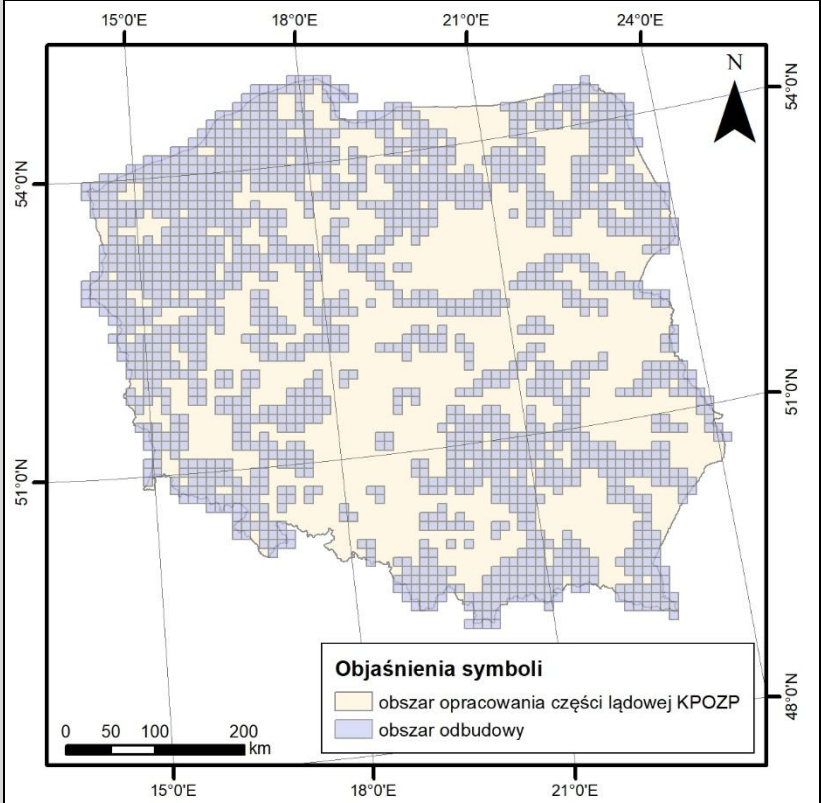 15°0'E 18°0'E 21°0'E 24°0'E
N
54°0'N
54°0'N
51°0'N
51°0'N
48°0'N
Objaśnienia symboli
obszar opracowania części lądowej KPOZP
obszar odbudowy
0 50 100 200
km
15°0'E 18°0'E 21°0'E